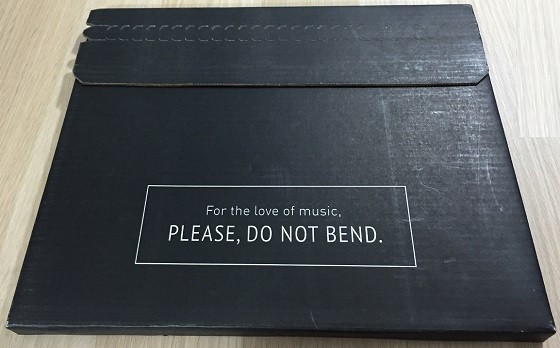 For the love of music,
PLEASE, DO NOT BEND.